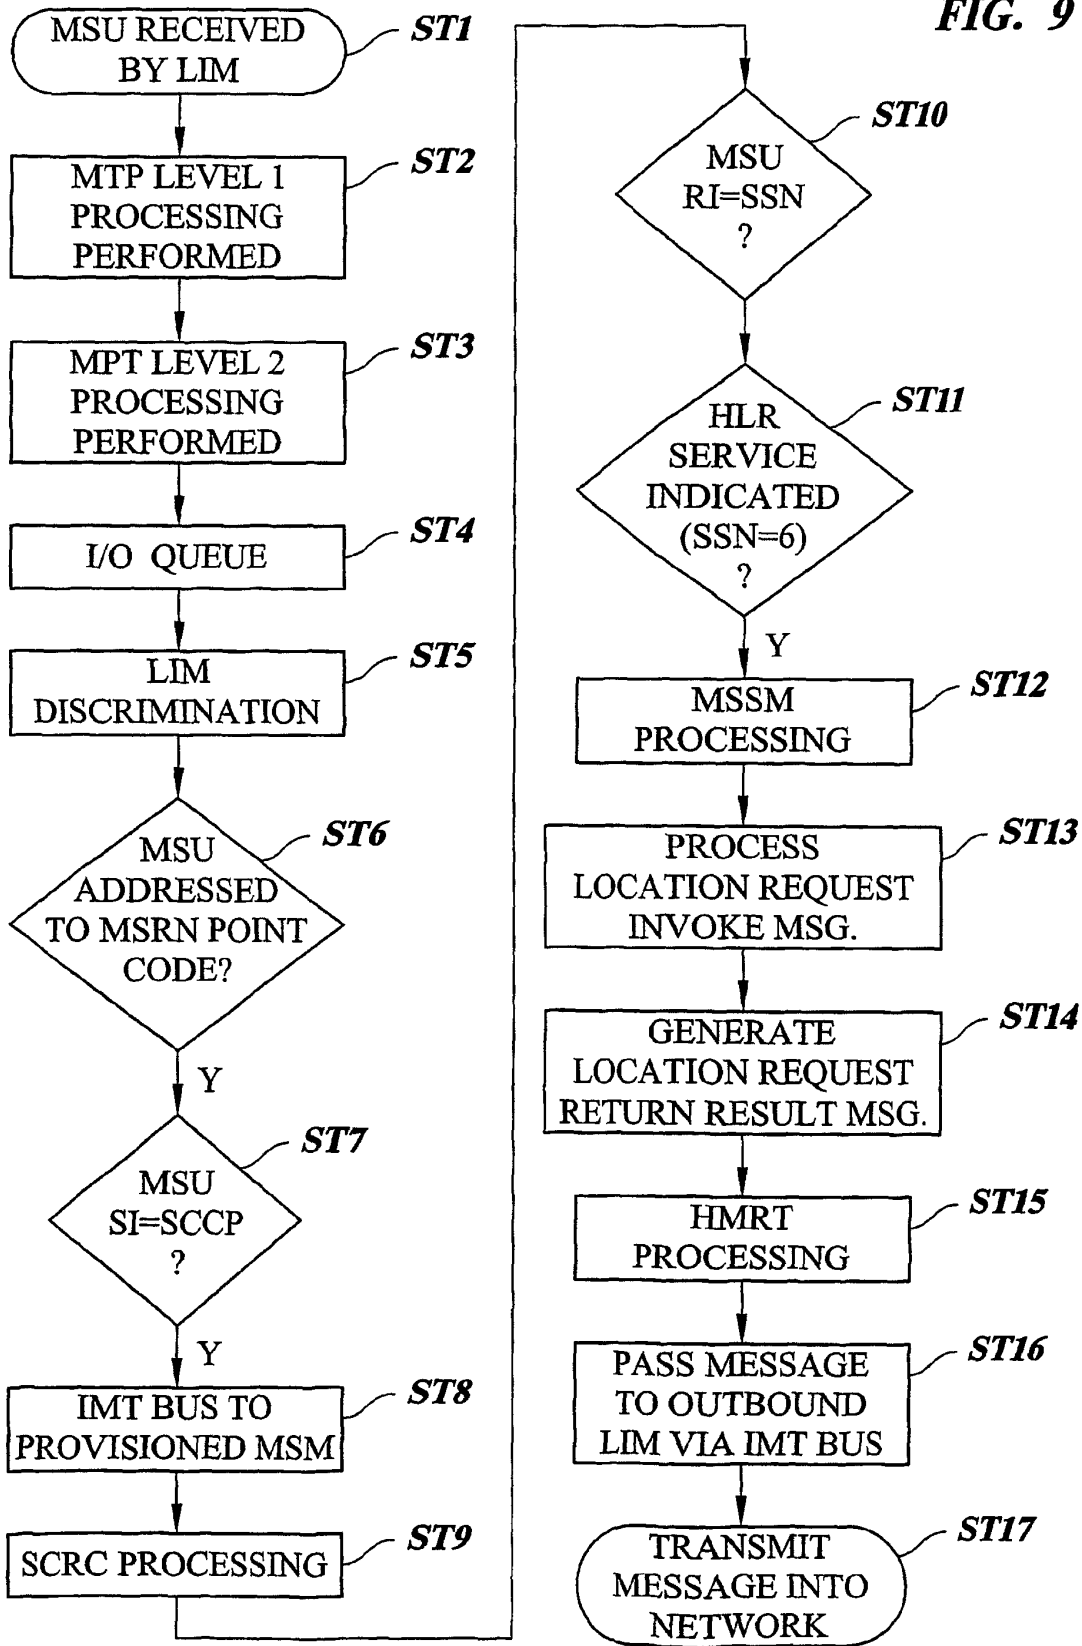 FIG. 9
MSU RECEIVED
BY LIM
ST1
MTP LEVEL 1
PROCESSING
PERFORMED
ST2
MPT LEVEL 2
PROCESSING
PERFORMED
ST3
I/O QUEUE
ST4
LIM
DISCRIMINATION
ST5
MSU
ADDRESSED
TO MSRN POINT
CODE?
ST6
Y
MSU
SI=SCCP
?
ST7
Y
IMT BUS TO
PROVISIONED MSM
ST8
SCRC PROCESSING
ST9
MSU
RI=SSN
?
ST10
HLR
SERVICE
INDICATED
(SSN=6)
?
ST11
Y
MSSM
PROCESSING
ST12
PROCESS
LOCATION REQUEST
INVOKE MSG.
ST13
GENERATE
LOCATION REQUEST
RETURN RESULT MSG.
ST14
HMRT
PROCESSING
ST15
PASS MESSAGE
TO OUTBOUND
LIM VIA IMT BUS
ST16
TRANSMIT
MESSAGE INTO
NETWORK
ST17